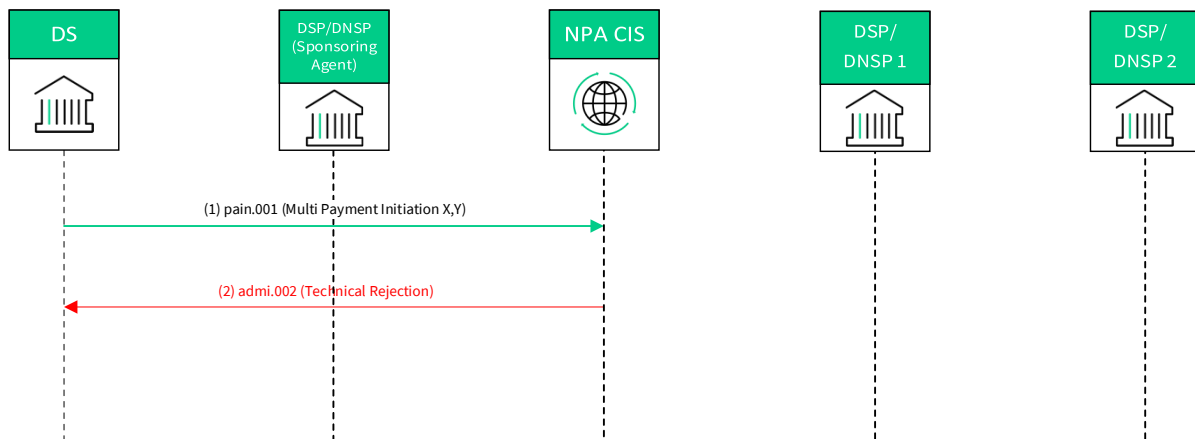 DS
DSP/DNSP
(Sponsoring
Agent)
NPA CIS
DSP/
DNSP 1
DSP/
DNSP 2
(1) pain.001 (Multi Payment Initiation X,Y)
(2) admi.002 (Technical Rejection)